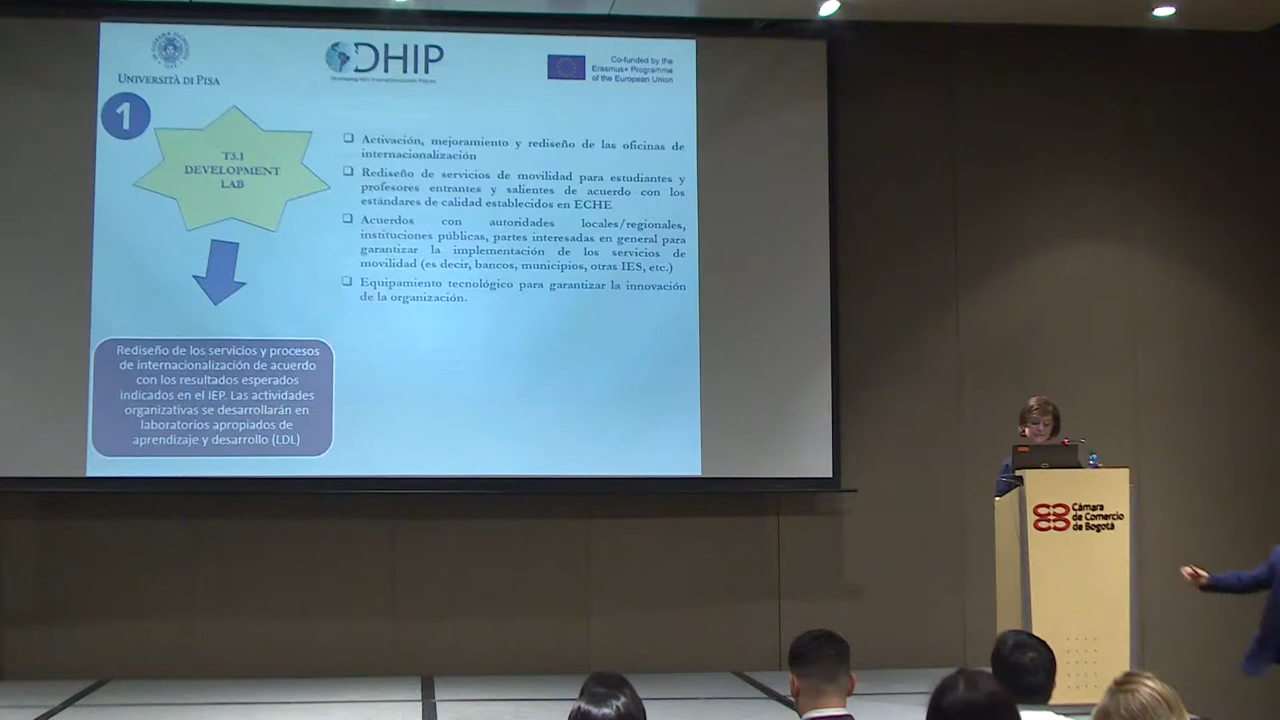 UNIVERSITÀ DI PISA
DHIP
Co-funded by the
Erasmus+ Programme
of the European Union
1
T3.1
DEVELOPMENT
LAB
❑ Activación, mejoramiento y rediseño de las oficinas de
internacionalización
❑ Rediseño de servicios de movilidad para estudiantes y
profesores entrantes y salientes de acuerdo con los
estándares de calidad establecidos en ECHE
❑ Acuerdos con autoridades locales/regionales,
instituciones públicas, partes interesadas en general para
garantizar la implementación de los servicios de
movilidad (es decir, bancos, municipios, otras IES, etc.)
❑ Equipamiento tecnológico para garantizar la innovación
de la organización.
Rediseño de los servicios y procesos
de internacionalización de acuerdo
con los resultados esperados
indicados en el IEP. Las actividades
organizativas se desarrollarán en
laboratorios apropiados de
aprendizaje y desarrollo (LDL)
Cámara
de Comercio
de Bogotá